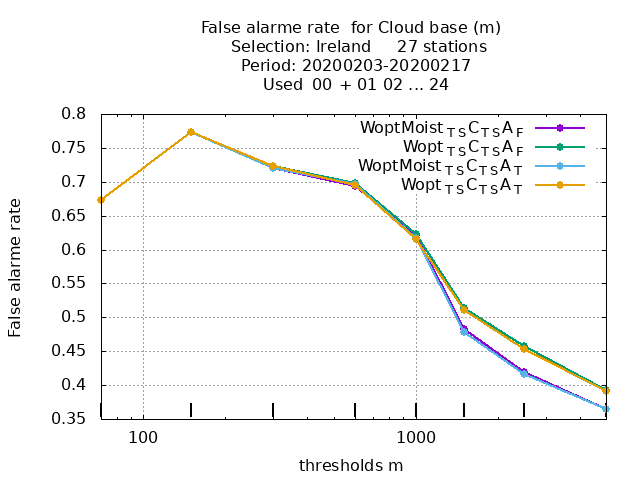 False alarme rate  for Cloud base (m)
Selection: Ireland     27 stations
Period: 20200203-20200217
Used  00 + 01 02 ... 24
WoptMoist TS C TS A F
Wopt TS C TS A F
WoptMoist TS C TS A T
Wopt TS C TS A T
0.8
0.75
0.7
0.65
0.6
0.55
0.5
0.45
0.4
0.35
False alarme rate
100
1000
thresholds m